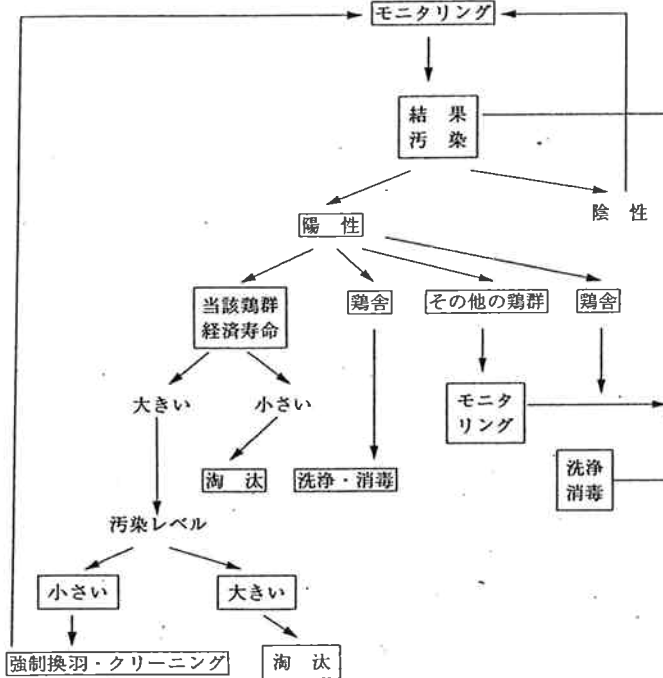 モニタリング
結 果
汚 染
陽 性
陰 性
当該鶏群
経済寿命
鶏舎
その他の鶏群
鶏舎
大きい
小さい
モニタ
リング
淘 汰
洗浄・消毒
洗浄
消毒
汚染レベル
小さい
大きい
強制換羽・クリーニング
淘 汰